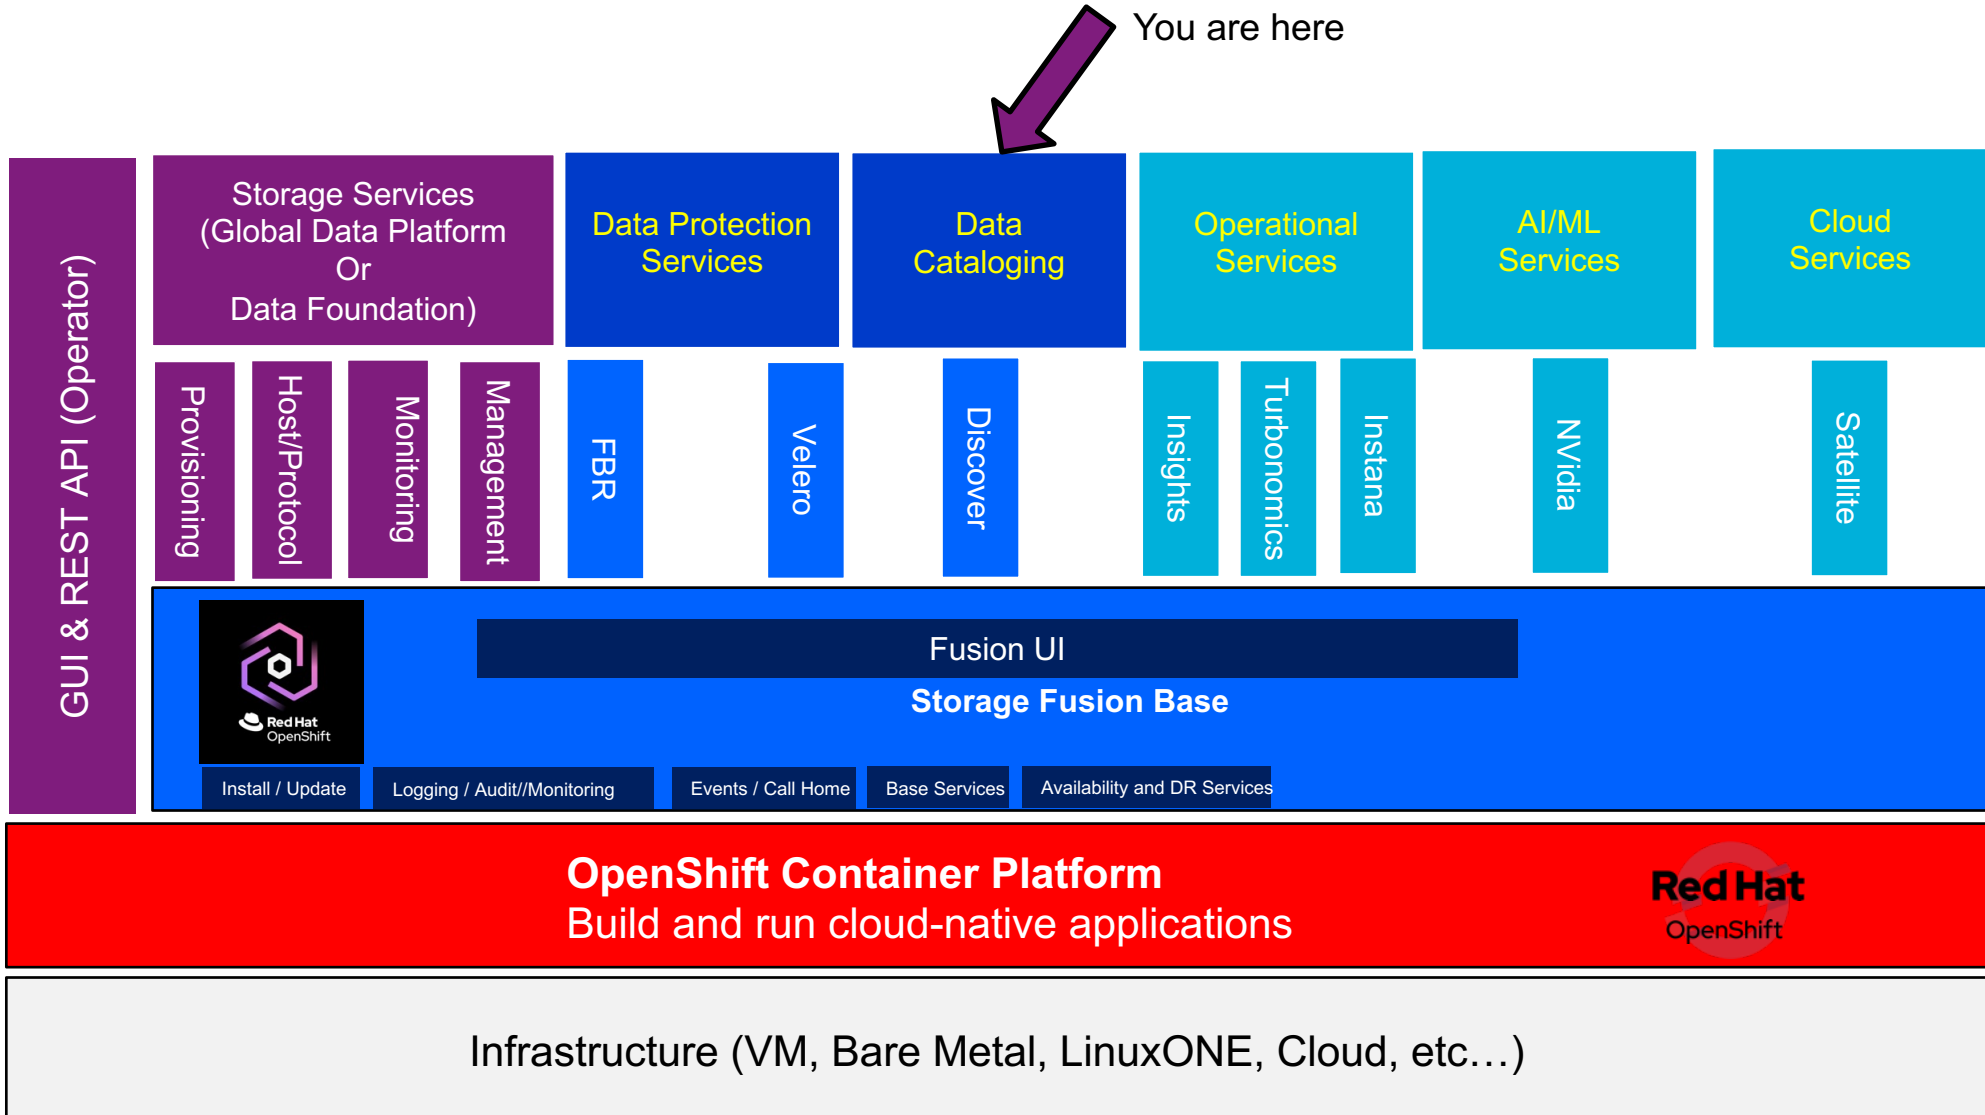 You are here
GUI & REST API (Operator)
Storage Services
(Global Data Platform
Or
Data Foundation)
Data Protection
Services
Data
Cataloging
Operational
Services
AI/ML
Services
Cloud
Services
Provisioning
Host/Protocol
Monitoring
Management
FBR
Velero
Discover
Insights
Turbonomics
Instana
NVidia
Satellite
Fusion UI
Storage Fusion Base
Red Hat
OpenShift
Install / Update
Logging / Audit//Monitoring
Events / Call Home
Base Services
Availability and DR Services
OpenShift Container Platform
Build and run cloud-native applications
Red Hat
OpenShift
Infrastructure (VM, Bare Metal, LinuxONE, Cloud, etc…)